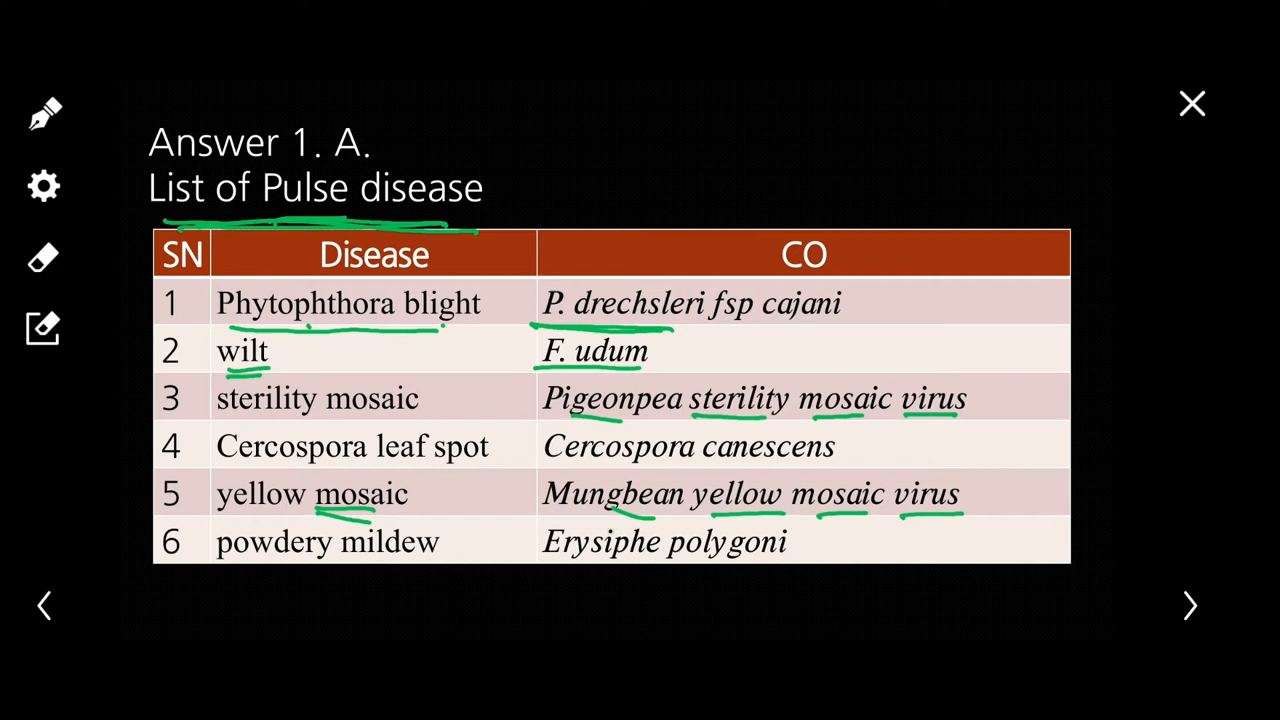 Answer 1. A.
List of Pulse disease
SN Disease CO
1 Phytophthora blight P. drechsleri fsp cajani
2 wilt F. udum
3 sterility mosaic Pigeonpea sterility mosaic virus
4 Cercospora leaf spot Cercospora canescens
5 yellow mosaic Mungbean yellow mosaic virus
6 powdery mildew Erysiphe polygoni